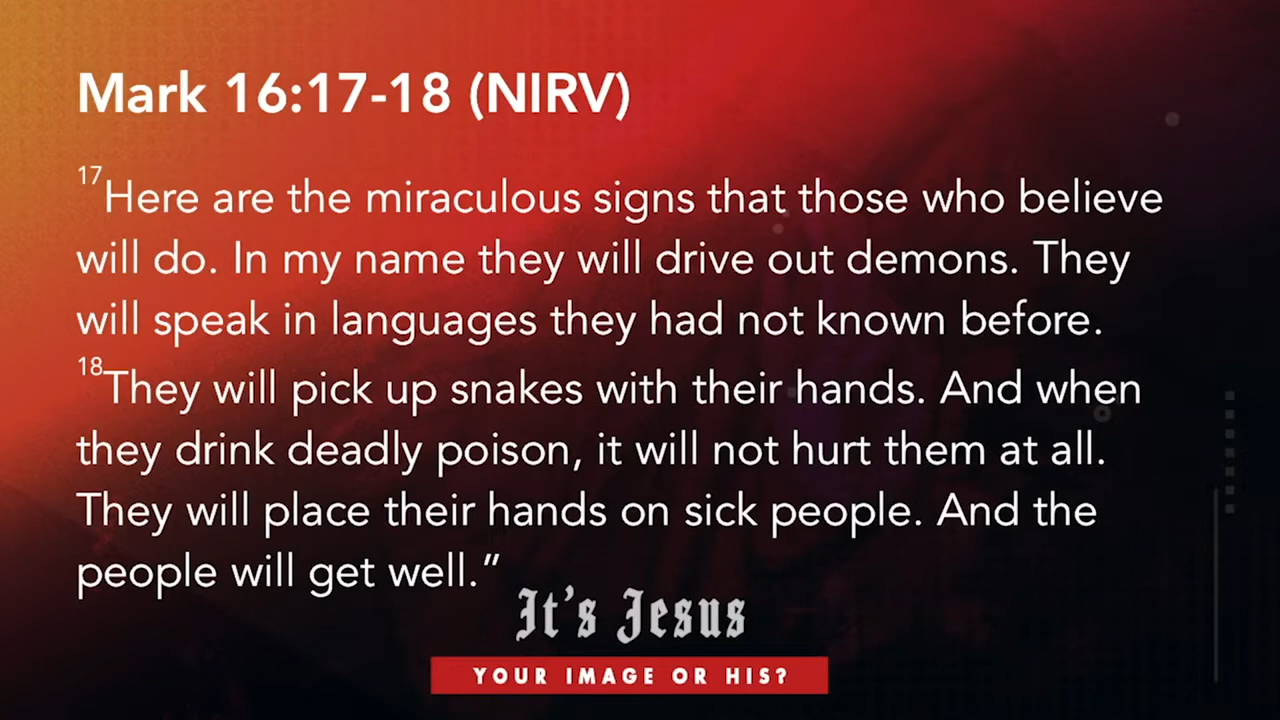 Mark 16:17-18 (NIRV)
17Here are the miraculous signs that those who believe
will do. In my name they will drive out demons. They
will speak in languages they had not known before.
18They will pick up snakes with their hands. And when
they drink deadly poison, it will not hurt them at all.
They will place their hands on sick people. And the
people will get well.”
It's Jesus
YOUR IMAGE OR HIS?